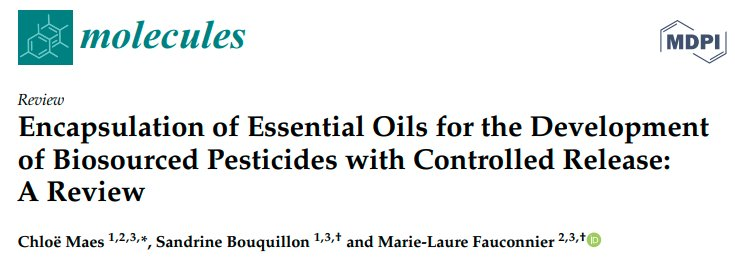 molecules
MDPI
Review
Encapsulation of Essential Oils for the Development
of Biosourced Pesticides with Controlled Release:
A Review
Chloë Maes 1,2,3,*, Sandrine Bouquillon 1,3,† and Marie-Laure Fauconnier 2,3,† iD